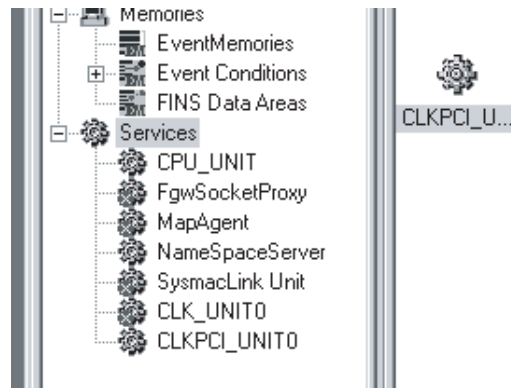 Memories
EventMemories
Event Conditions
FINS Data Areas
Services
CPU_UNIT
FgwSocketProxy
MapAgent
NameSpaceServer
SysmacLink Unit
CLK_UNIT0
CLKPCI_UNIT0
CLKPCI_U...